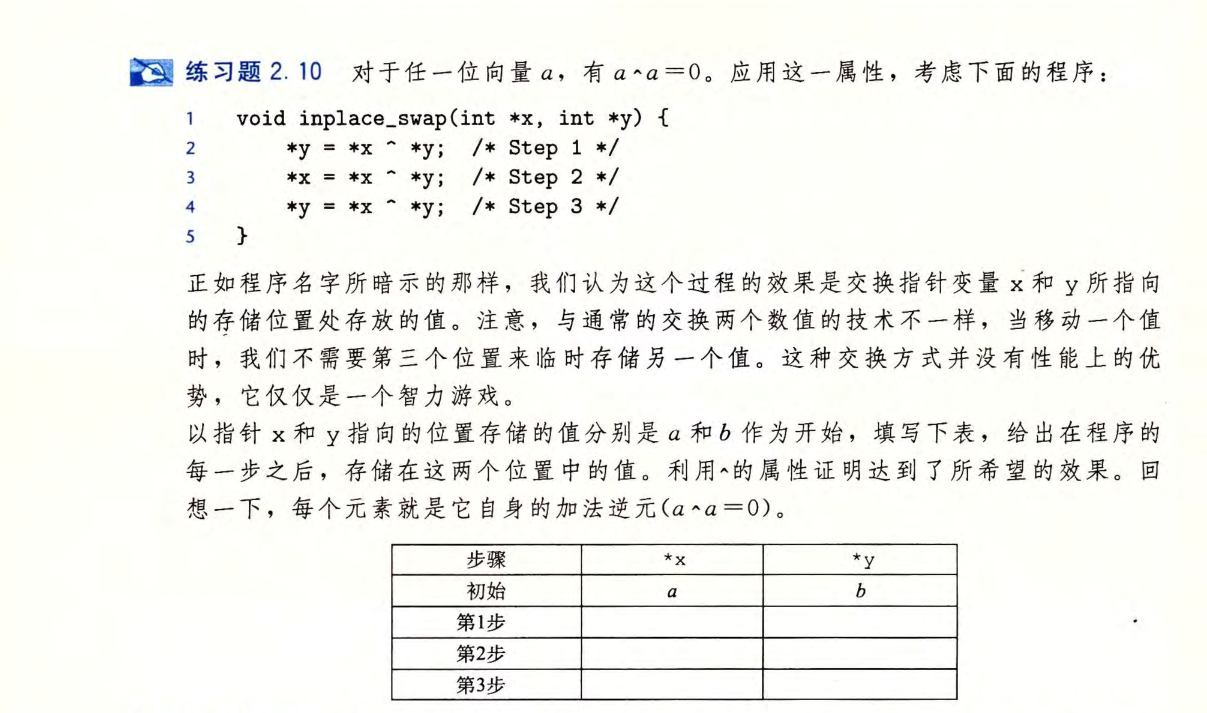 练习题 2.10 对于任一位向量 a，有 a^a=0。应用这一属性，考虑下面的程序：
1 void inplace_swap(int *x, int *y) {
2 *y = *x ^ *y; /* Step 1 */
3 *x = *x ^ *y; /* Step 2 */
4 *y = *x ^ *y; /* Step 3 */
5 }
正如程序名字所暗示的那样，我们认为这个过程的效果是交换指针变量 x 和 y 所指向
的存储位置处存放的值。注意，与通常的交换两个数值的技术不一样，当移动一个值
时，我们不需要第三个位置来临时存储另一个值。这种交换方式并没有性能上的优
势，它仅仅是一个智力游戏。
以指针 x 和 y 指向的位置存储的值分别是 a 和 b 作为开始，填写下表，给出在程序的
每一步之后，存储在这两个位置中的值。利用^的属性证明达到了所希望的效果。回
想一下，每个元素就是它自身的加法逆元(a^a=0)。
步骤 *x *y
初始 a b
第1步
第2步
第3步